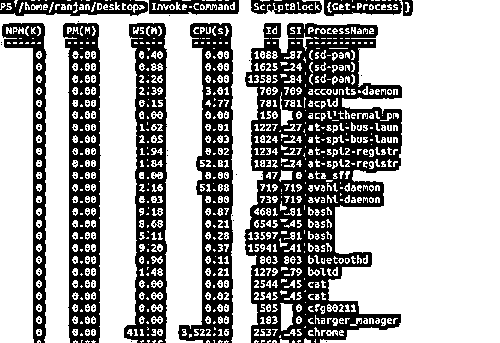 PS /home/ranjan/Desktop> Invoke-Command ScriptBlock {Get-Process}
NPM(K) PM(M) WS(M) CPU(s) Id SI ProcessName
------ ----- ----- ------ -- -- -----------
0 0.00 0.40 0.00 1088 …87 (sd-pam)
0 0.00 0.88 0.00 1625 …24 (sd-pam)
0 0.00 2.26 0.00 13585 …84 (sd-pam)
0 0.00 2.39 3.01 709 709 accounts-daemon
0 0.00 0.15 4.77 781 781 acpid
0 0.00 0.00 0.00 150 0 acpi_thermal_pm
0 0.00 1.62 0.01 1227 …27 at-spi-bus-laun
0 0.00 2.05 0.03 1824 …24 at-spi-bus-laun
0 0.00 1.94 0.02 1234 …27 at-spi2-registr
0 0.00 1.84 52.81 1832 …24 at-spi2-registr
0 0.00 0.00 0.00 47 0 ata_sff
0 0.00 2.16 51.88 719 719 avahi-daemon
0 0.00 0.03 0.00 739 719 avahi-daemon
0 0.00 9.18 0.87 4681 …81 bash
0 0.00 8.68 0.21 6545 …45 bash
0 0.00 5.11 0.28 13597 …81 bash
0 0.00 9.20 0.37 15941 …41 bash
0 0.00 0.96 0.11 803 803 bluetoothd
0 0.00 1.48 0.21 1279 …79 boltd
0 0.00 0.00 0.00 2544 …45 cat
0 0.00 0.02 0.00 2545 …45 cat
0 0.00 0.00 0.00 505 0 cfg80211
0 0.00 0.00 0.00 183 0 charger_manager
0 0.00 411.30 3,522.16 2537 …45 chrome